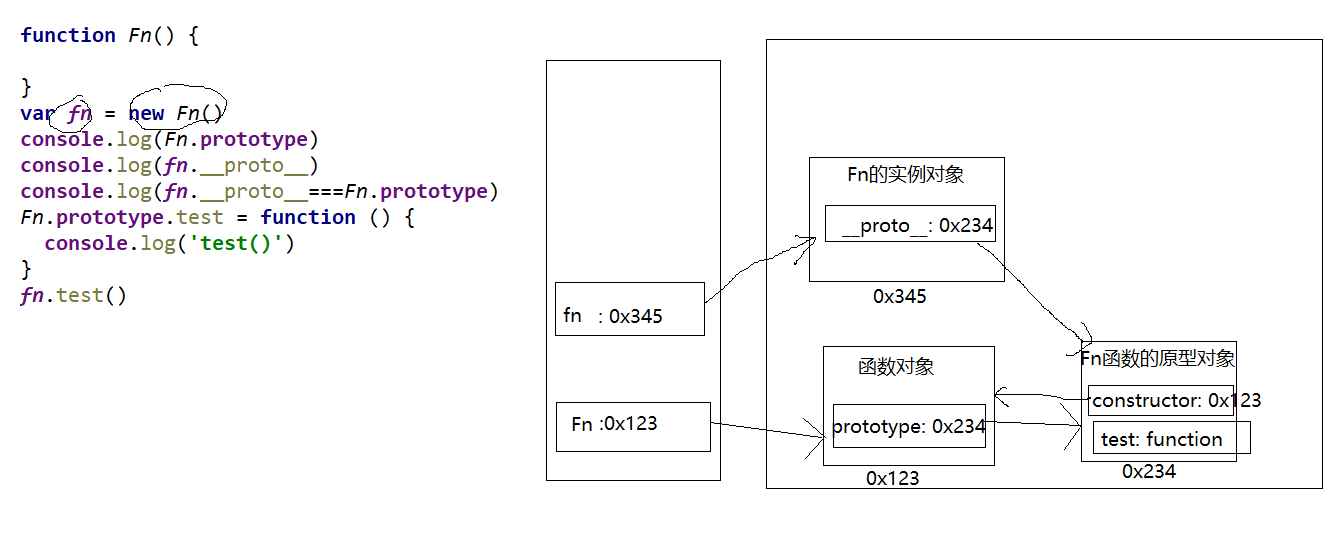 function Fn() {
}
var fn = new Fn()
console.log(Fn.prototype)
console.log(fn.__proto__)
console.log(fn.__proto__===Fn.prototype)
Fn.prototype.test = function () {
console.log('test()')
}
fn.test()
fn : 0x345
Fn :0x123
Fn的实例对象
__proto__: 0x234
0x345
函数对象
prototype: 0x234
0x123
Fn函数的原型对象
constructor: 0x123
test: function
0x234